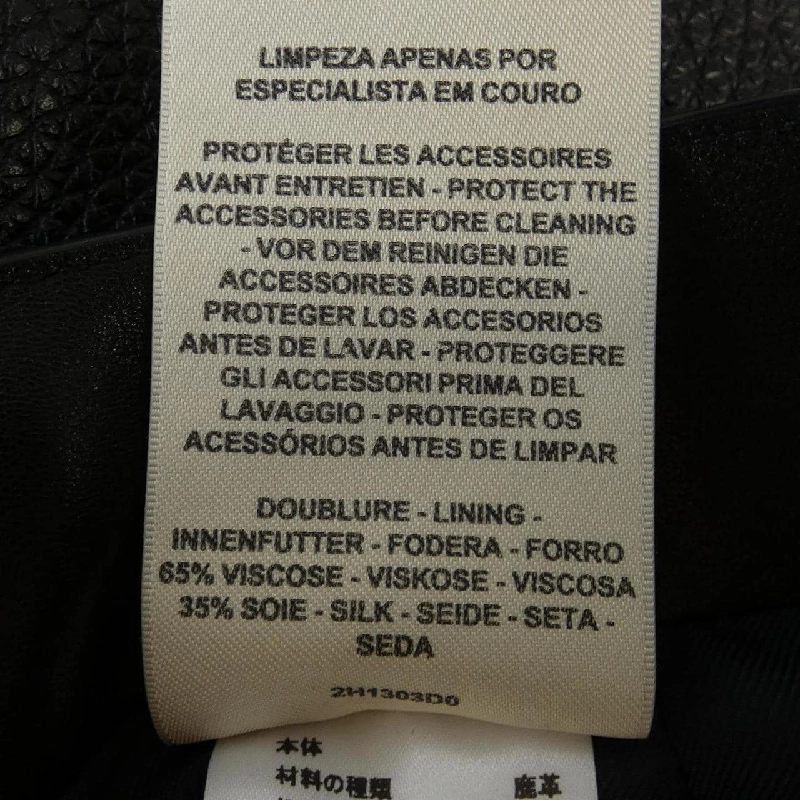 LIMPEZA APENAS POR
ESPECIALISTA EM COURO
PROTÉGER LES ACCESSOIRES
AVANT ENTRETIEN - PROTECT THE
ACCESSORIES BEFORE CLEANING
- VOR DEM REINIGEN DIE
ACCESSOIRES ABDECKEN -
PROTEGER LOS ACCESORIOS
ANTES DE LAVAR - PROTEGGERE
GLI ACCESSORI PRIMA DEL
LAVAGGIO - PROTEGER OS
ACESSÓRIOS ANTES DE LIMPAR
DOUBLURE - LINING -
INNENFUTTER - FODERA - FORRO
65% VISCOSE - VISKOSE - VISCOSA
35% SOIE - SILK - SEIDE - SETA -
SEDA
2H1303D0
本体
材料の種類 鹿革